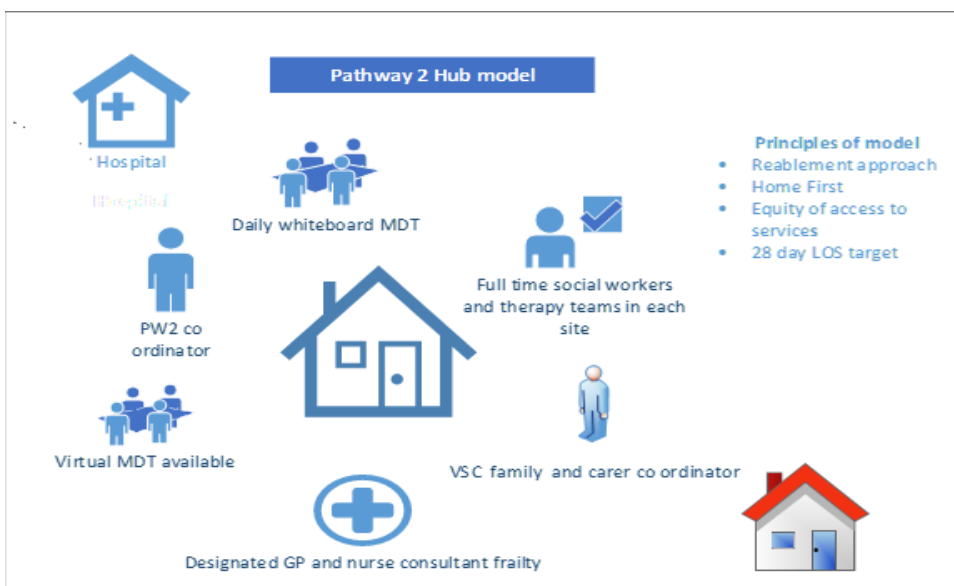 Pathway 2 Hub model
Hospital
Hospital
Daily whiteboard MDT
Principles of model
• Reablement approach
• Home First
• Equity of access to
services
• 28 day LOS target
Full time social workers
and therapy teams in each
site
PW2 co
ordinator
Virtual MDT available
VSC family and carer co ordinator
Designated GP and nurse consultant frailty